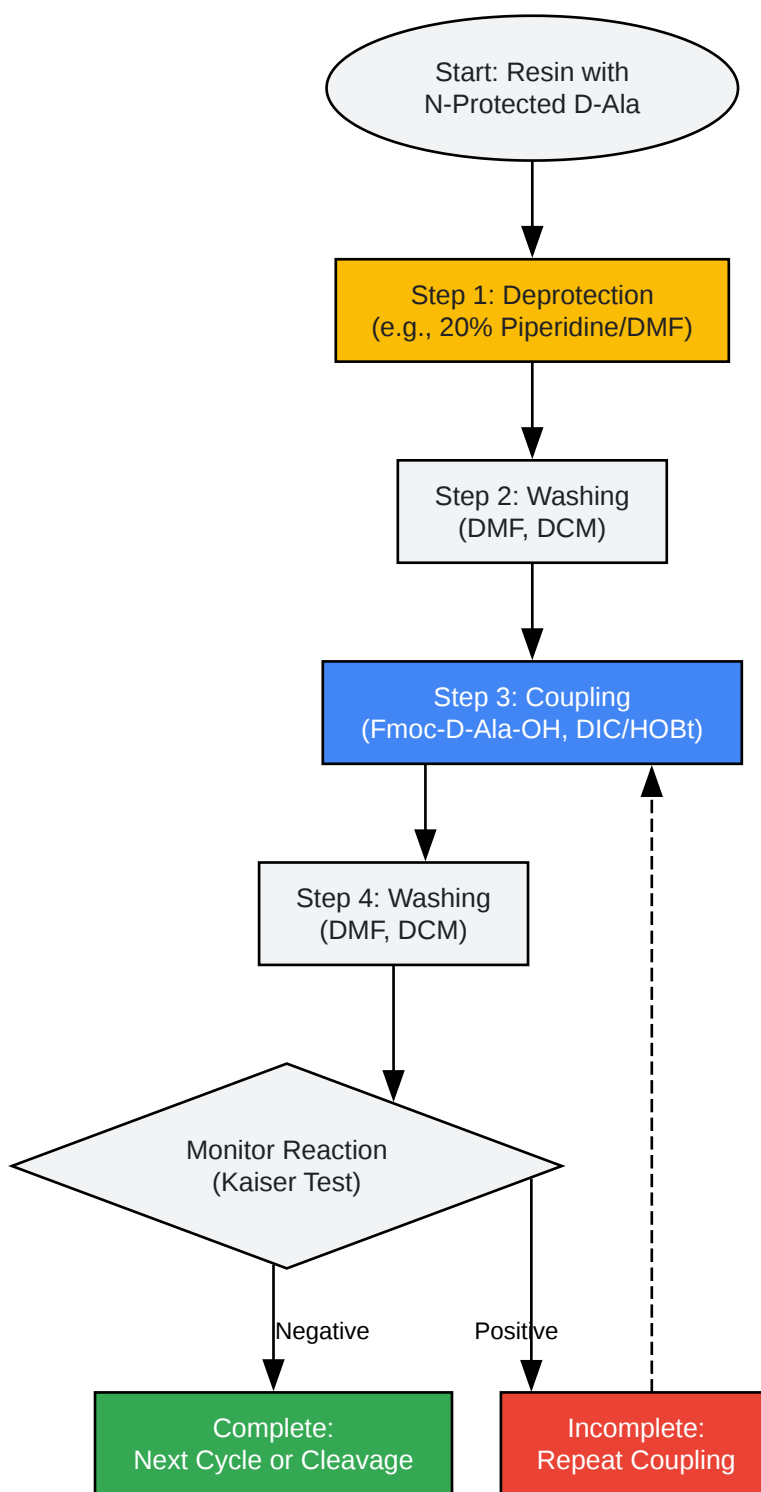 Start: Resin with
N-Protected D-Ala
Step 1: Deprotection
(e.g., 20% Piperidine/DMF)
Step 2: Washing
(DMF, DCM)
Step 3: Coupling
(Fmoc-D-Ala-OH, DIC/HOBt)
Step 4: Washing
(DMF, DCM)
Monitor Reaction
(Kaiser Test)
Negative
Positive
Complete:
Next Cycle or Cleavage
Incomplete:
Repeat Coupling